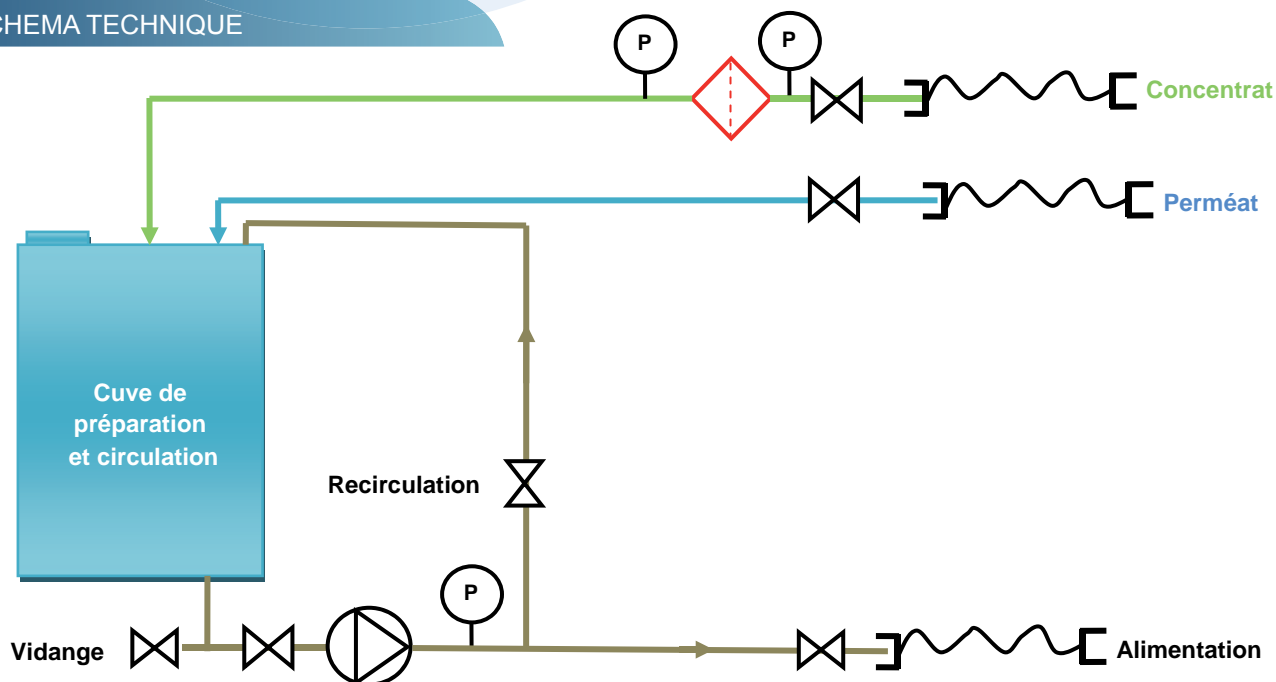 CHEMA TECHNIQUE
P
P
Concentrat
Perméat
Cuve de
préparation
et circulation
Recirculation
P
Vidange
Alimentation